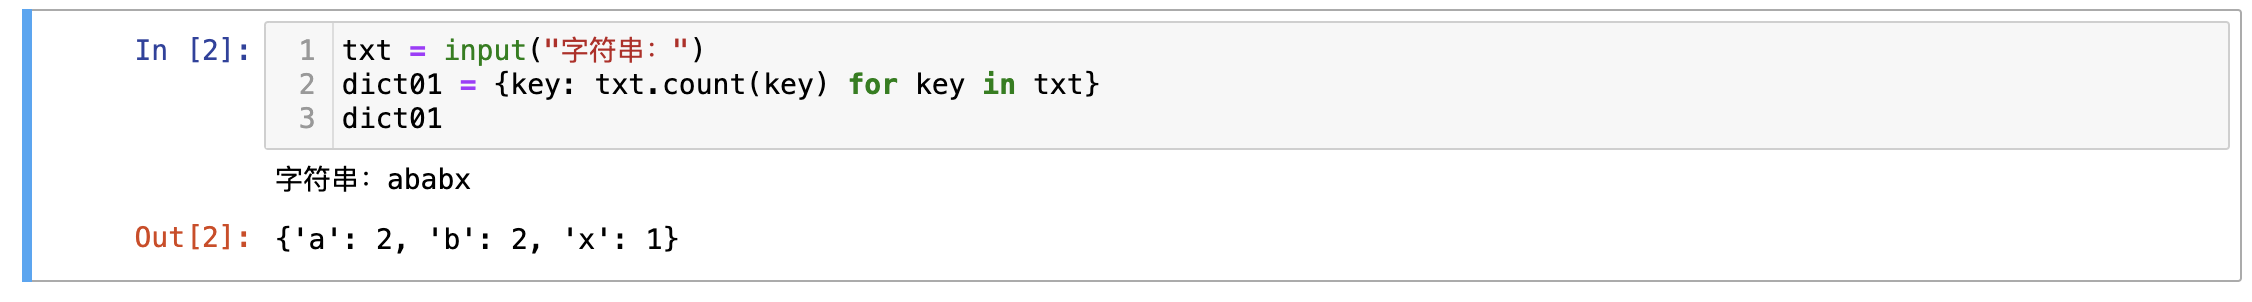 In [2]:
1 txt = input("字符串：")
2 dict01 = {key: txt.count(key) for key in txt}
3 dict01
字符串：ababx
Out[2]: {'a': 2, 'b': 2, 'x': 1}